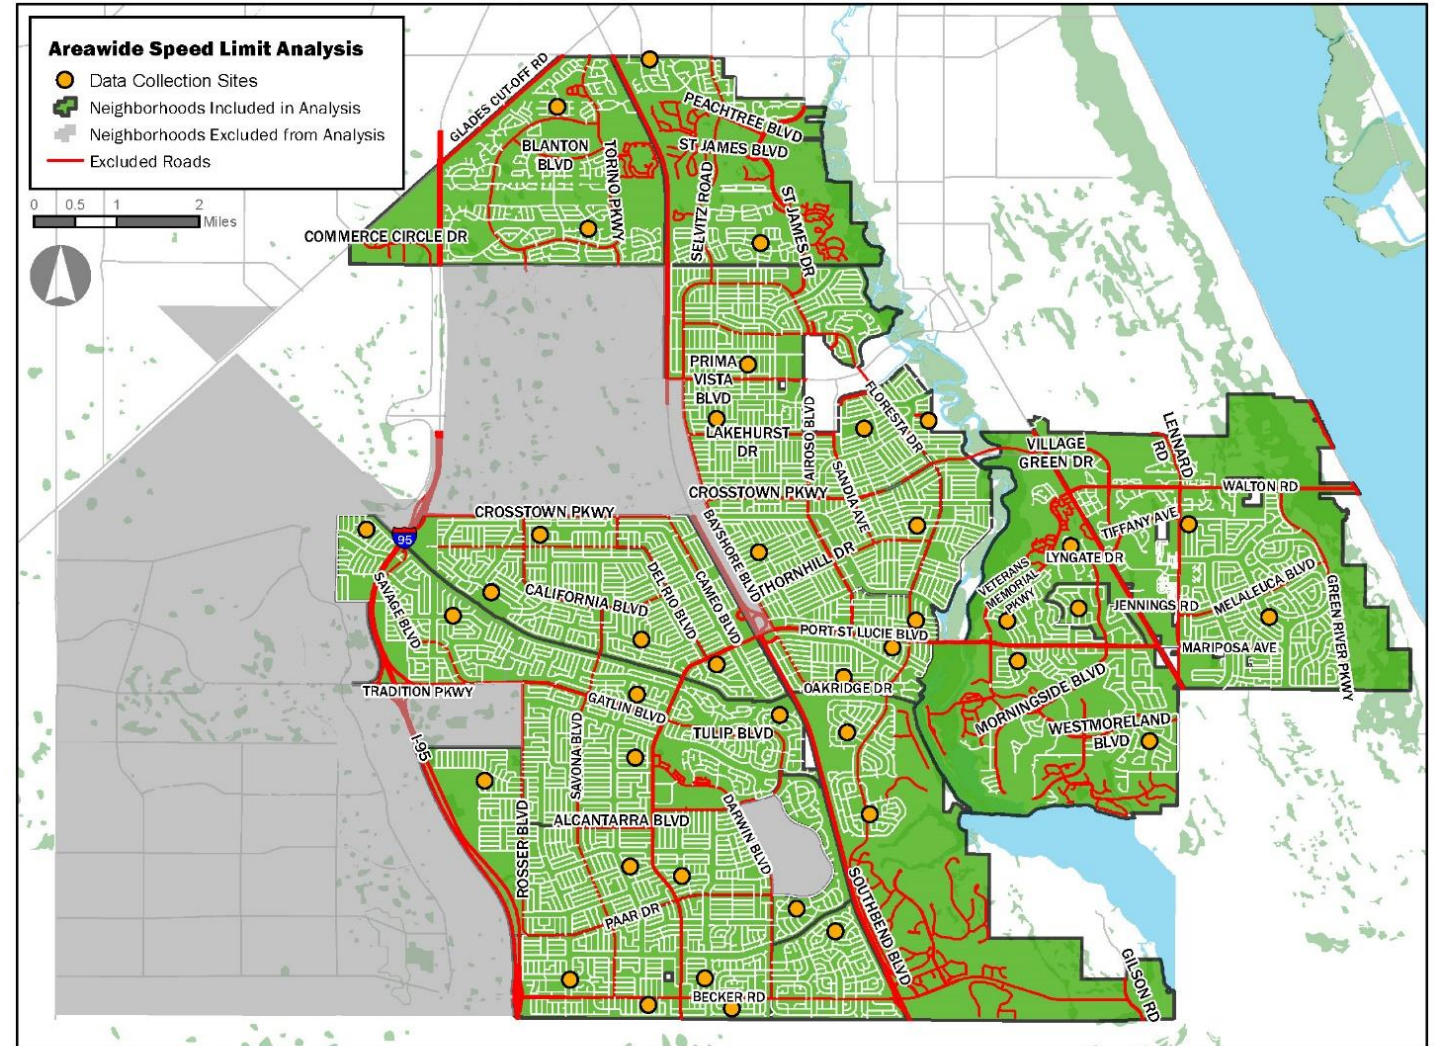 Areawide Speed Limit Analysis
Data Collection Sites
Neighborhoods Included in Analysis
Neighborhoods Excluded from Analysis
Excluded Roads
0 0.5 1 2
Miles
GLADES CUT-OFF RD
PEACHTREE BLVD
BLANTON
BLVD
TORINO PKWY
ST JAMES BLVD
SELVITZ ROAD
ST JAMES DR
COMMERCE CIRCLE DR
PRIMA
VISTA
BLVD
FLORESTA DR
LAKEHURST
DR
AIROSO BLVD
SANDIA AVE
VILLAGE
GREEN DR
LENNARD
RD
WALTON RD
CROSSTOWN PKWY
CROSSTOWN PKWY
TIFFANY AVE
95
BAYSHORE BLVD
THORNHILL DR
LYNGATE DR
VETERANS
MEMORIAL
PKWY
SAVAGE BLVD
CALIFORNIA BLVD
DEL RIO BLVD
CAMEO BLVD
JENNINGS RD
MELALEUCA BLVD
GREEN RIVER PKWY
PORT ST LUCIE BLVD
MARIPOSA AVE
TRADITION PKWY
OAKRIDGE DR
GATLIN BLVD
MORNINGSIDE BLVD
I-95
SAVONA BLVD
TULIP BLVD
WESTMORELAND
BLVD
ROSSER BLVD
ALCANTARRA BLVD
DARWIN BLVD
PAAR DR
SOUTHBEND BLVD
BECKER RD
GILSON RD